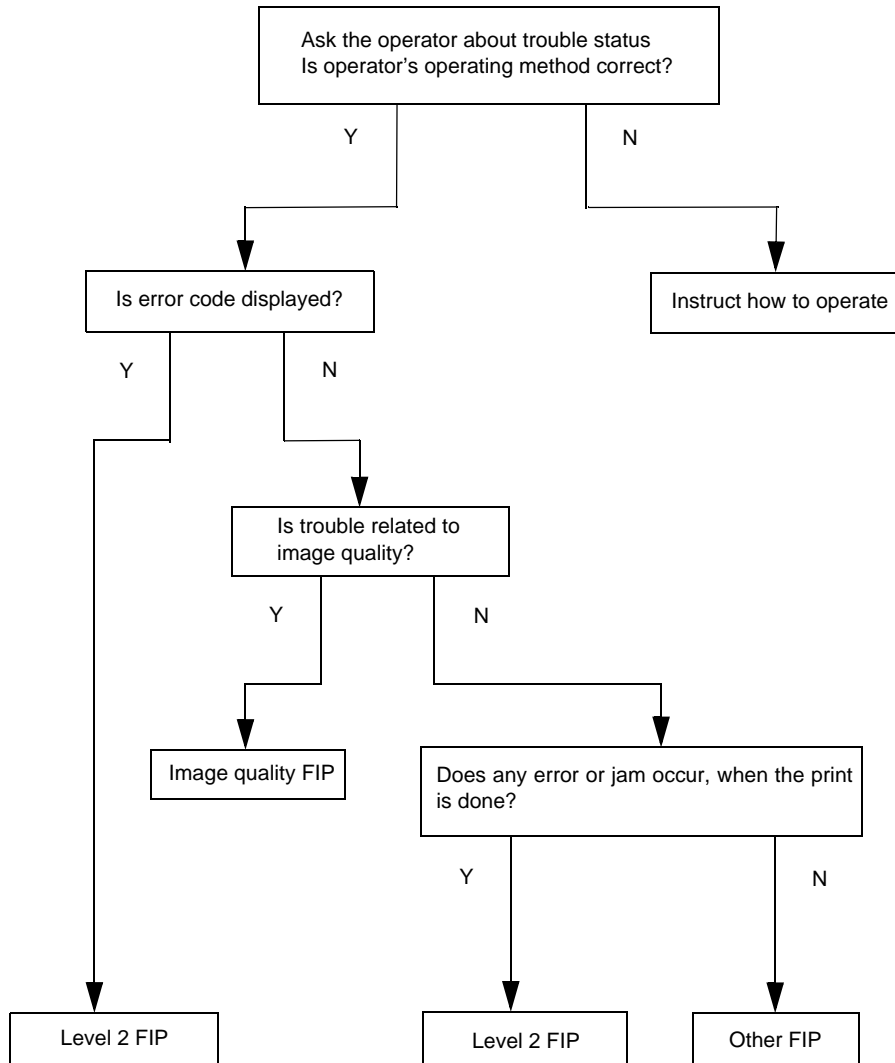 Ask the operator about trouble status
Is operator's operating method correct?
Y
N
Is error code displayed?
Instruct how to operate
Y
N
Is trouble related to
image quality?
Y
N
Image quality FIP
Does any error or jam occur, when the print
is done?
Y
N
Level 2 FIP
Level 2 FIP
Other FIP